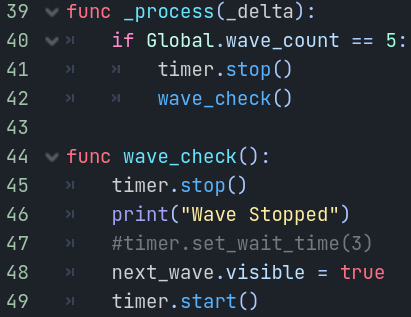 39 func _process(_delta):
40 if Global.wave_count == 5:
41 timer.stop()
42 wave_check()
43
44 func wave_check():
45 timer.stop()
46 print("Wave Stopped")
47 #timer.set_wait_time(3)
48 next_wave.visible = true
49 timer.start()